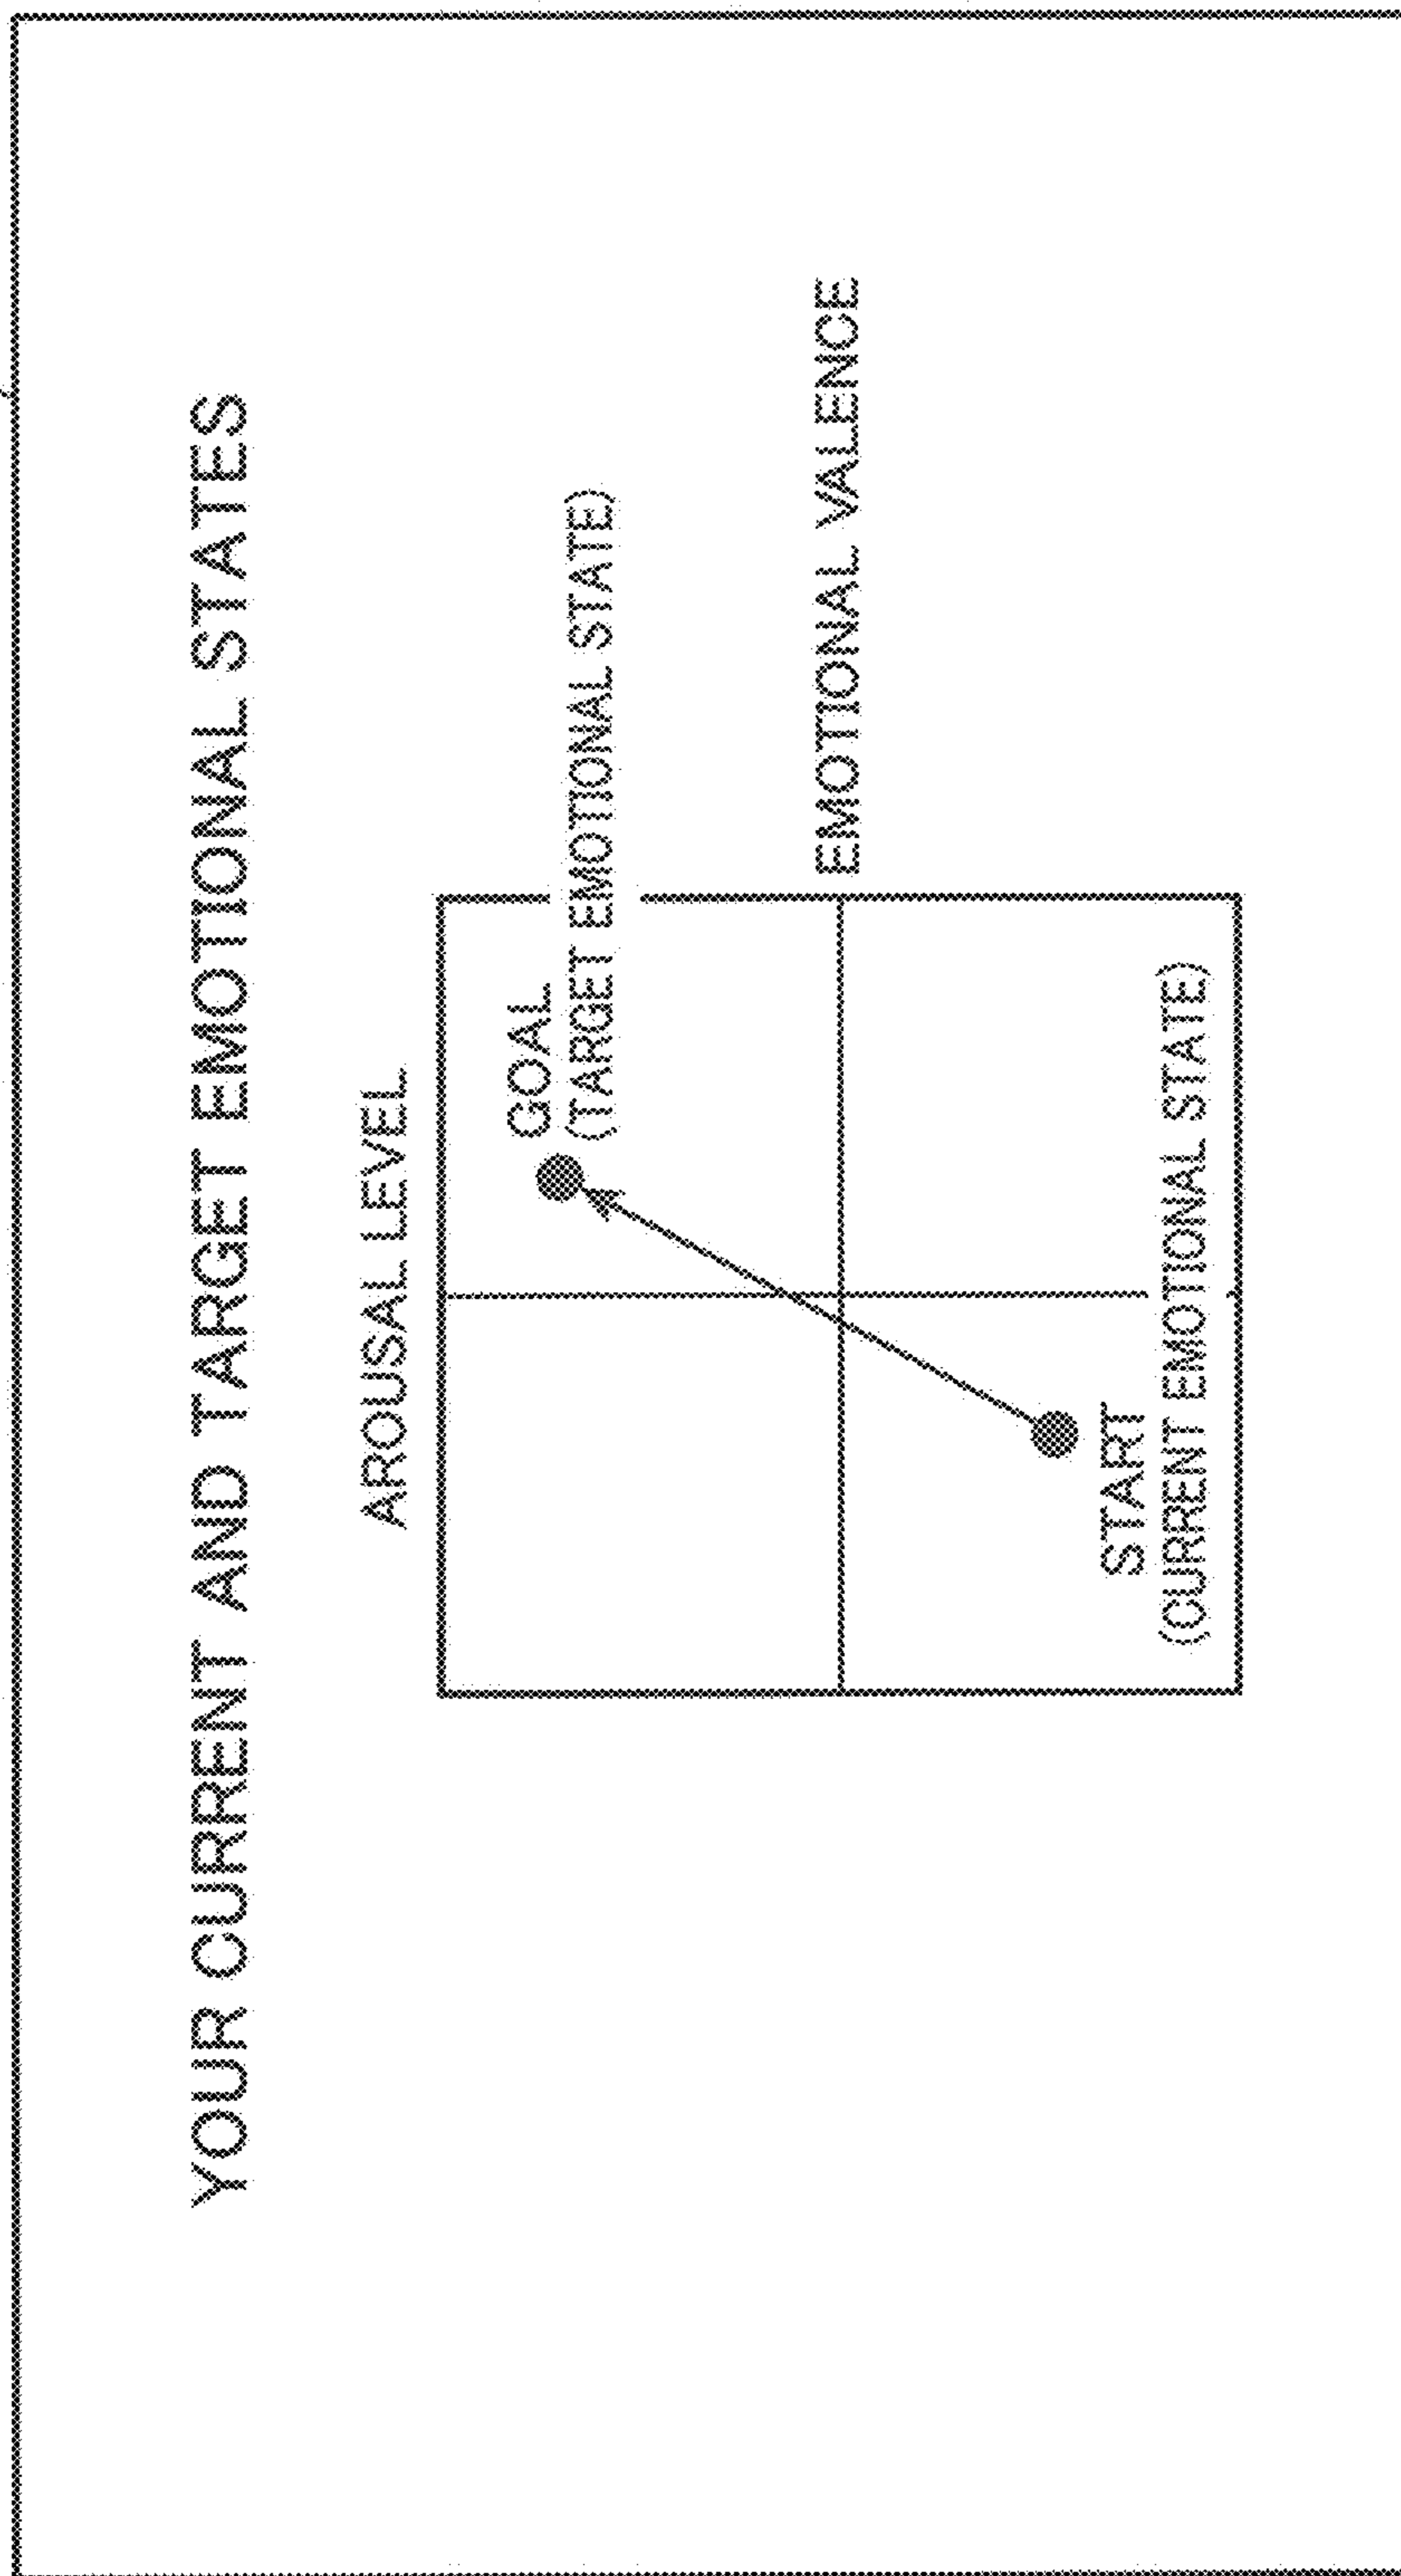 YOUR CURRENT AND TARGET EMOTIONAL STATES
AROUSAL LEVEL
GOAL
(TARGET EMOTIONAL STATE)
EMOTIONAL VALENCE
START
(CURRENT EMOTIONAL STATE)